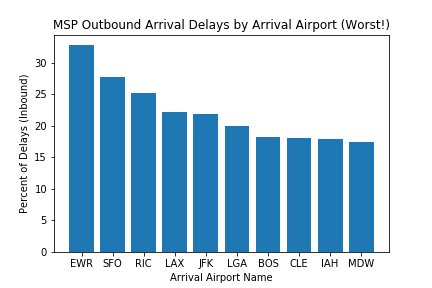 MSP Outbound Arrival Delays by Arrival Airport (Worst!)
Percent of Delays (Inbound)
30
25
20
15
10
5
0
EWR SFO RIC LAX JFK LGA BOS CLE IAH MDW
Arrival Airport Name